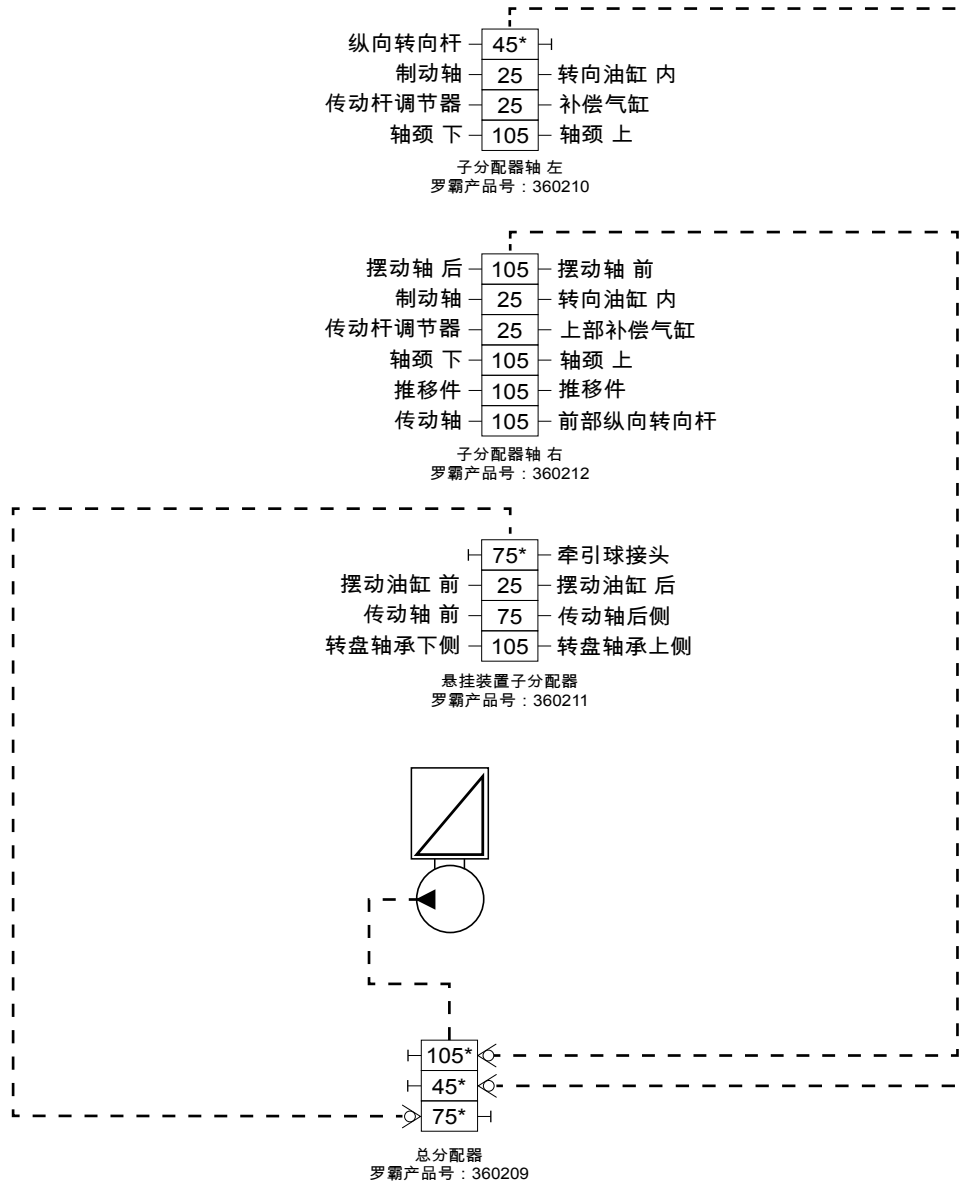 纵向转向杆 45*
制动轴 25 转向油缸 内
传动杆调节器 25 补偿气缸
轴颈 下 105 轴颈 上
子分配器轴 左
罗霸产品号：360210
摆动轴 后 105 摆动轴 前
制动轴 25 转向油缸 内
传动杆调节器 25 上部补偿气缸
轴颈 下 105 轴颈 上
推移件 105 推移件
传动轴 105 前部纵向转向杆
子分配器轴 右
罗霸产品号：360212
75* 牵引球接头
摆动油缸 前 25 摆动油缸 后
传动轴 前 75 传动轴后侧
转盘轴承下侧 105 转盘轴承上侧
悬挂装置子分配器
罗霸产品号：360211
105*
45*
75*
总分配器
罗霸产品号：360209